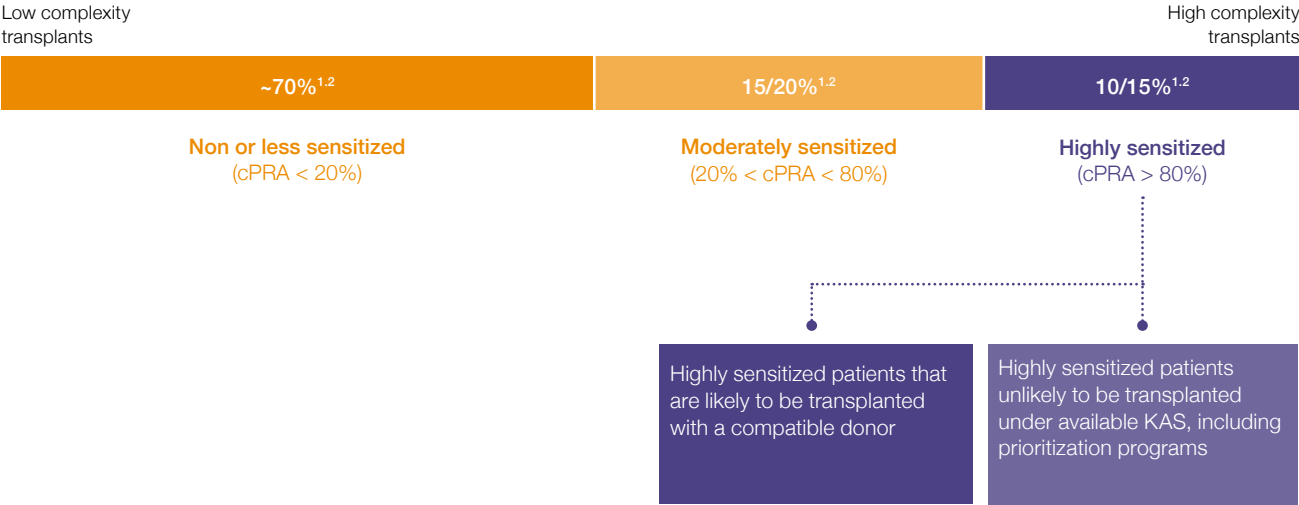 Low complexity
transplants
High complexity
transplants
~70%1.2
15/20%1.2
10/15%1.2
Non or less sensitized
(cPRA < 20%)
Moderately sensitized
(20% < cPRA < 80%)
Highly sensitized
(cPRA > 80%)
Highly sensitized patients that
are likely to be transplanted
with a compatible donor
Highly sensitized patients
unlikely to be transplanted
under available KAS, including
prioritization programs